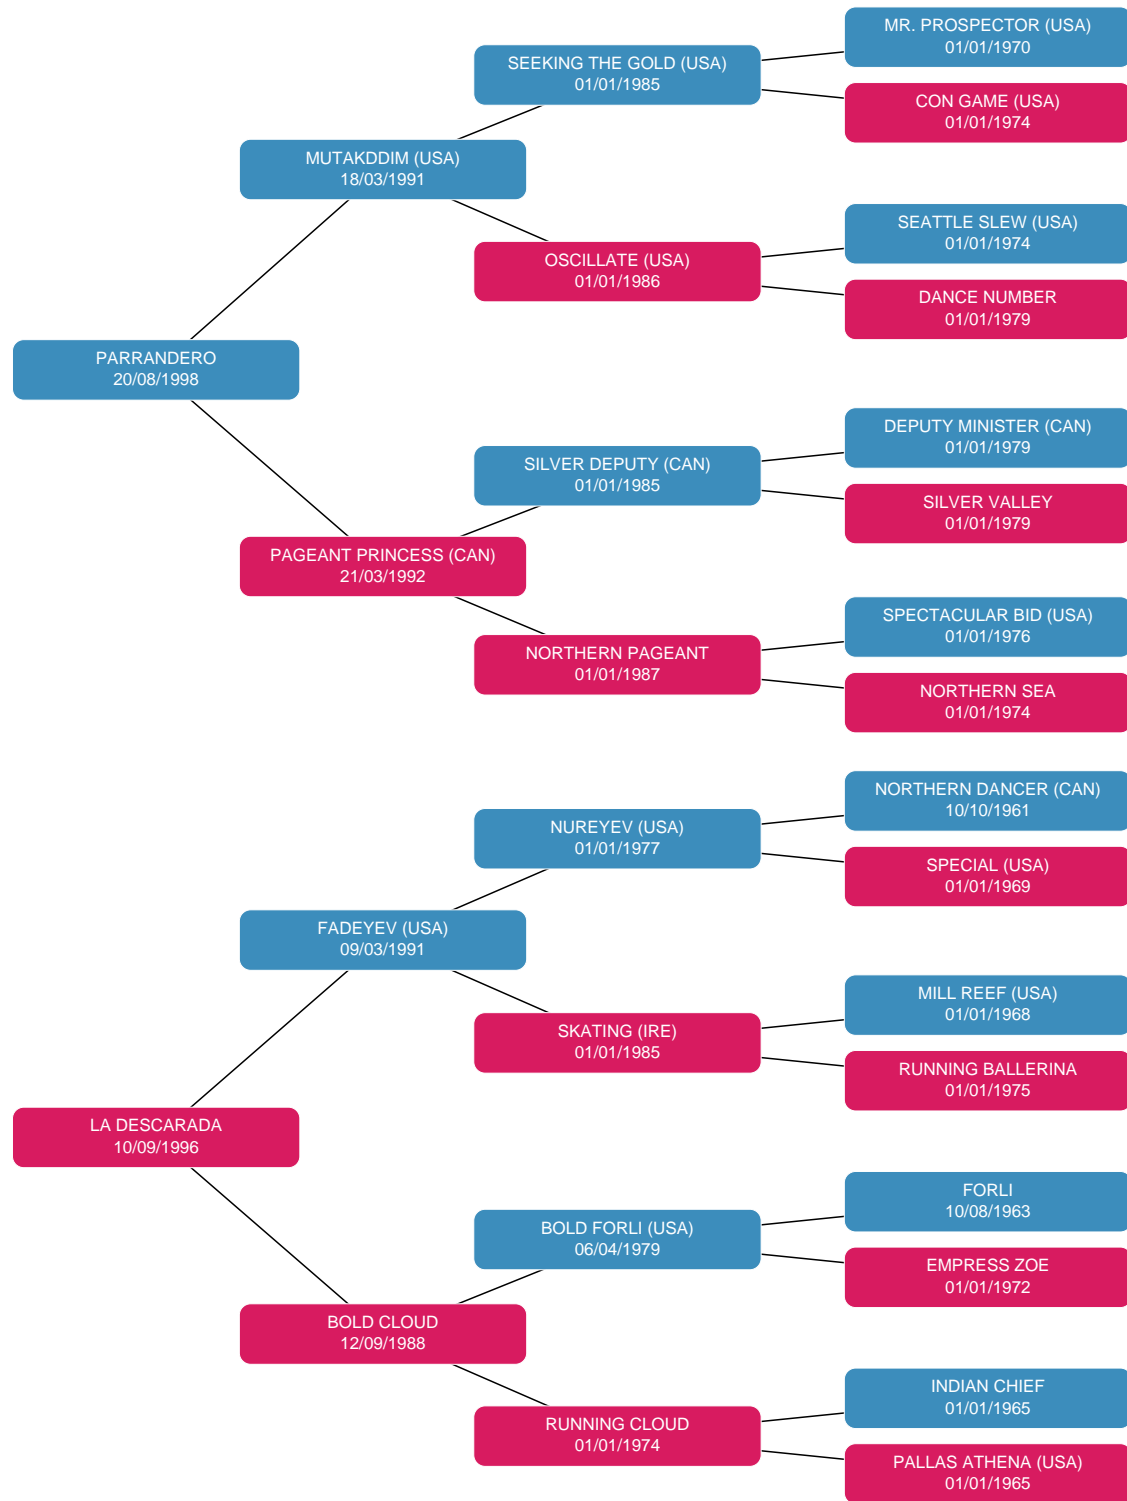 MR. PROSPECTOR (USA)
01/01/1970
SEEKING THE GOLD (USA)
01/01/1985
CON GAME (USA)
01/01/1974
MUTAKDDIM (USA)
18/03/1991
SEATTLE SLEW (USA)
01/01/1974
OSCILLATE (USA)
01/01/1986
DANCE NUMBER
01/01/1979
PARRANDERO
20/08/1998
DEPUTY MINISTER (CAN)
01/01/1979
SILVER DEPUTY (CAN)
01/01/1985
SILVER VALLEY
01/01/1979
PAGEANT PRINCESS (CAN)
21/03/1992
SPECTACULAR BID (USA)
01/01/1976
NORTHERN PAGEANT
01/01/1987
NORTHERN SEA
01/01/1974
NORTHERN DANCER (CAN)
10/10/1961
NUREYEV (USA)
01/01/1977
SPECIAL (USA)
01/01/1969
FADEYEV (USA)
09/03/1991
MILL REEF (USA)
01/01/1968
SKATING (IRE)
01/01/1985
RUNNING BALLERINA
01/01/1975
LA DESCARADA
10/09/1996
FORLI
10/08/1963
BOLD FORLI (USA)
06/04/1979
EMPRESS ZOE
01/01/1972
BOLD CLOUD
12/09/1988
INDIAN CHIEF
01/01/1965
RUNNING CLOUD
01/01/1974
PALLAS ATHENA (USA)
01/01/1965